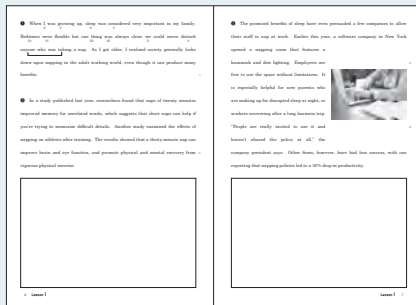 ❶ When I was growing up, sleep was considered very important in my family.
Bedtimes were flexible but one thing was always clear: we could never disturb
anyone who was taking a nap. As I got older, I realized society generally looks
down upon napping in the adult working world, even though it can produce many
benefits.
❷ In a study published last year, researchers found that naps of twenty minutes
improved memory for unrelated words, which suggests that short naps can help if
you're trying to memorize difficult details. Another study examined the effects of
napping on athletes after training. The results showed that a thirty-minute nap can
improve brain and eye function, and promote physical and mental recovery from
vigorous physical exercise.
6 Lesson 1
❸ The promised benefits of sleep have even persuaded a few companies to allow
their staff to nap at work. Earlier this year, a software company in New York
opened a napping room that features a
hammock and dim lighting. Employees are
free to use the space without limitations. It
is especially helpful for new parents who
are making up for disrupted sleep at night, or
workers recovering after a long business trip.
"People are really excited to use it and
haven't abused the policy at all," the
company president says. Other firms, however, have had less success, with one
reporting that napping policies led to a 30% drop in productivity.
Lesson 1 7